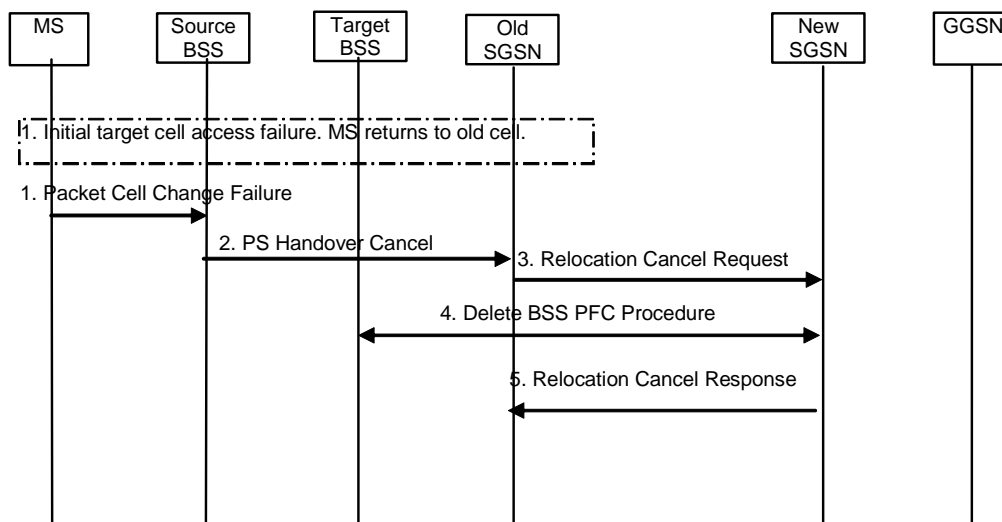 MS
Source
BSS
Target
BSS
Old
SGSN
New
SGSN
GGSN
1. Initial target cell access failure. MS returns to old cell.
1. Packet Cell Change Failure
2. PS Handover Cancel
3. Relocation Cancel Request
4. Delete BSS PFC Procedure
5. Relocation Cancel Response